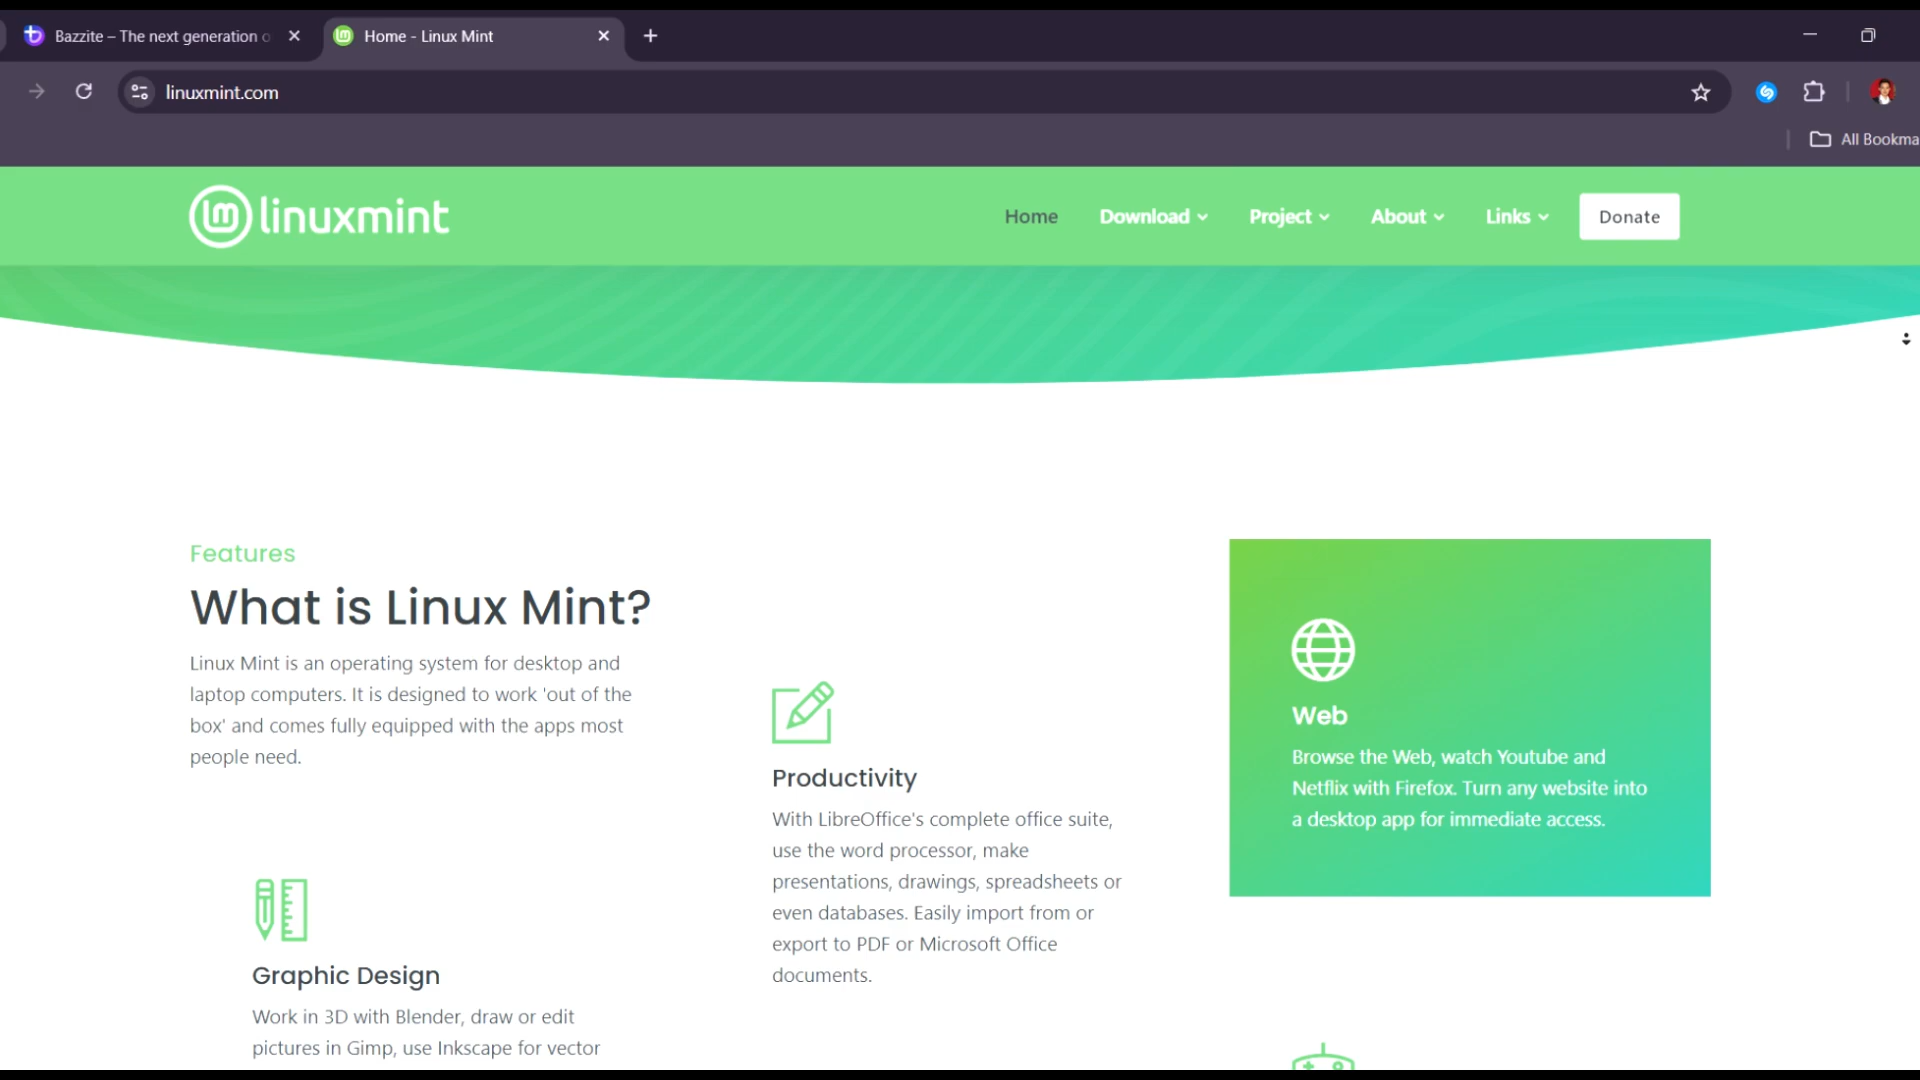 Bazzite – The next generation o
Home - Linux Mint
linuxmint.com
All Bookma
linuxmint
Home
Download
Project
About
Links
Donate
Features
What is Linux Mint?
Linux Mint is an operating system for desktop and
laptop computers. It is designed to work 'out of the
box' and comes fully equipped with the apps most
people need.
Graphic Design
Work in 3D with Blender, draw or edit
pictures in Gimp, use Inkscape for vector
Productivity
With LibreOffice's complete office suite,
use the word processor, make
presentations, drawings, spreadsheets or
even databases. Easily import from or
export to PDF or Microsoft Office
documents.
Web
Browse the Web, watch Youtube and
Netflix with Firefox. Turn any website into
a desktop app for immediate access.